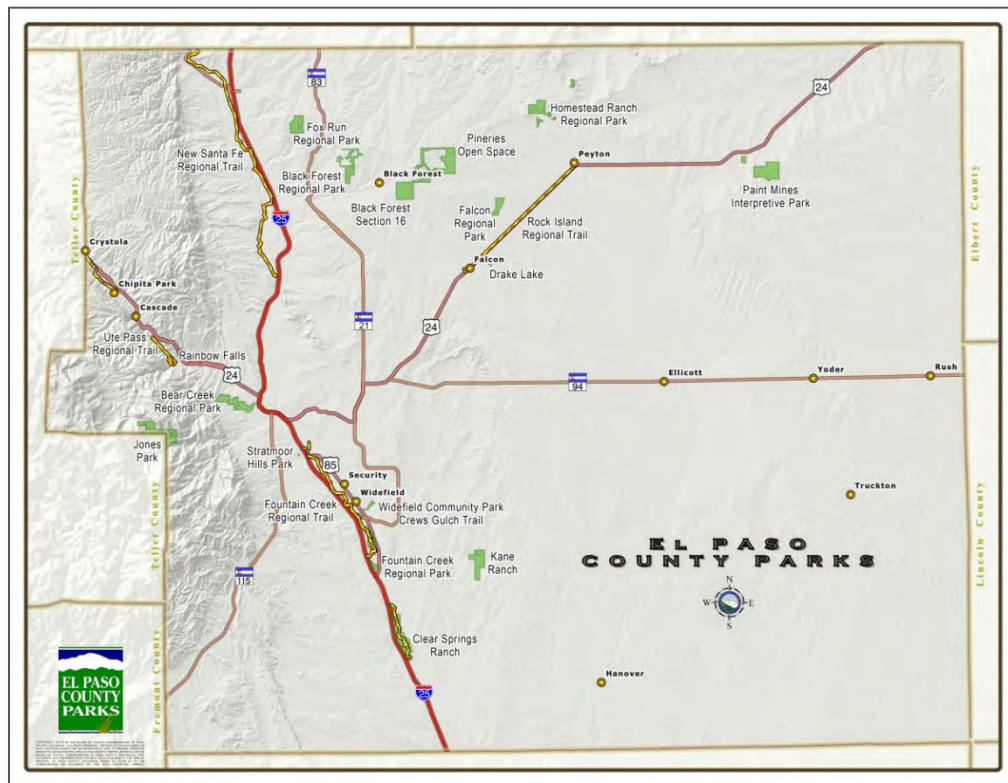 83
24
Homestead Ranch
Regional Park
Fox Run
Regional Park
Pineries
Open Space
New Santa Fe
Regional Trail
Black Forest
Regional Park
Black Forest
Peyton
Paint Mines
Interpretive Park
Black Forest
Section 16
Falcon
Regional
Park
Rock Island
Regional Trail
25
Teller County
Elbert County
Crystola
Falcon
Drake Lake
Chipita Park
Cascade
21
24
Ute Pass
Regional Trail
Rainbow Falls
24
94
Ellicott
Yoder
Rush
Bear Creek
Regional Park
Jones
Park
Stratmoor
Hills Park
85
Security
Widefield
Truckton
Fountain Creek
Regional Trail
Widefield Community Park
Crews Gulch Trail
Teller County
Lincoln County
EL PASO
COUNTY PARKS
Fountain Creek
Regional Park
Kane
Ranch
115
N
W E
S
Clear Springs
Ranch
Fremont County
Hanover
25
EL PASO
COUNTY
PARKS